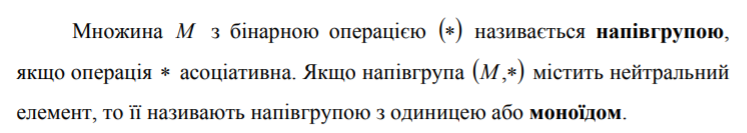 Множина M з бінарною операцією (∗) називається напівгрупою,
якщо операція ∗ асоціативна. Якщо напівгрупа (M,∗) містить нейтральний
елемент, то її називають напівгрупою з одиницею або моноїдом.